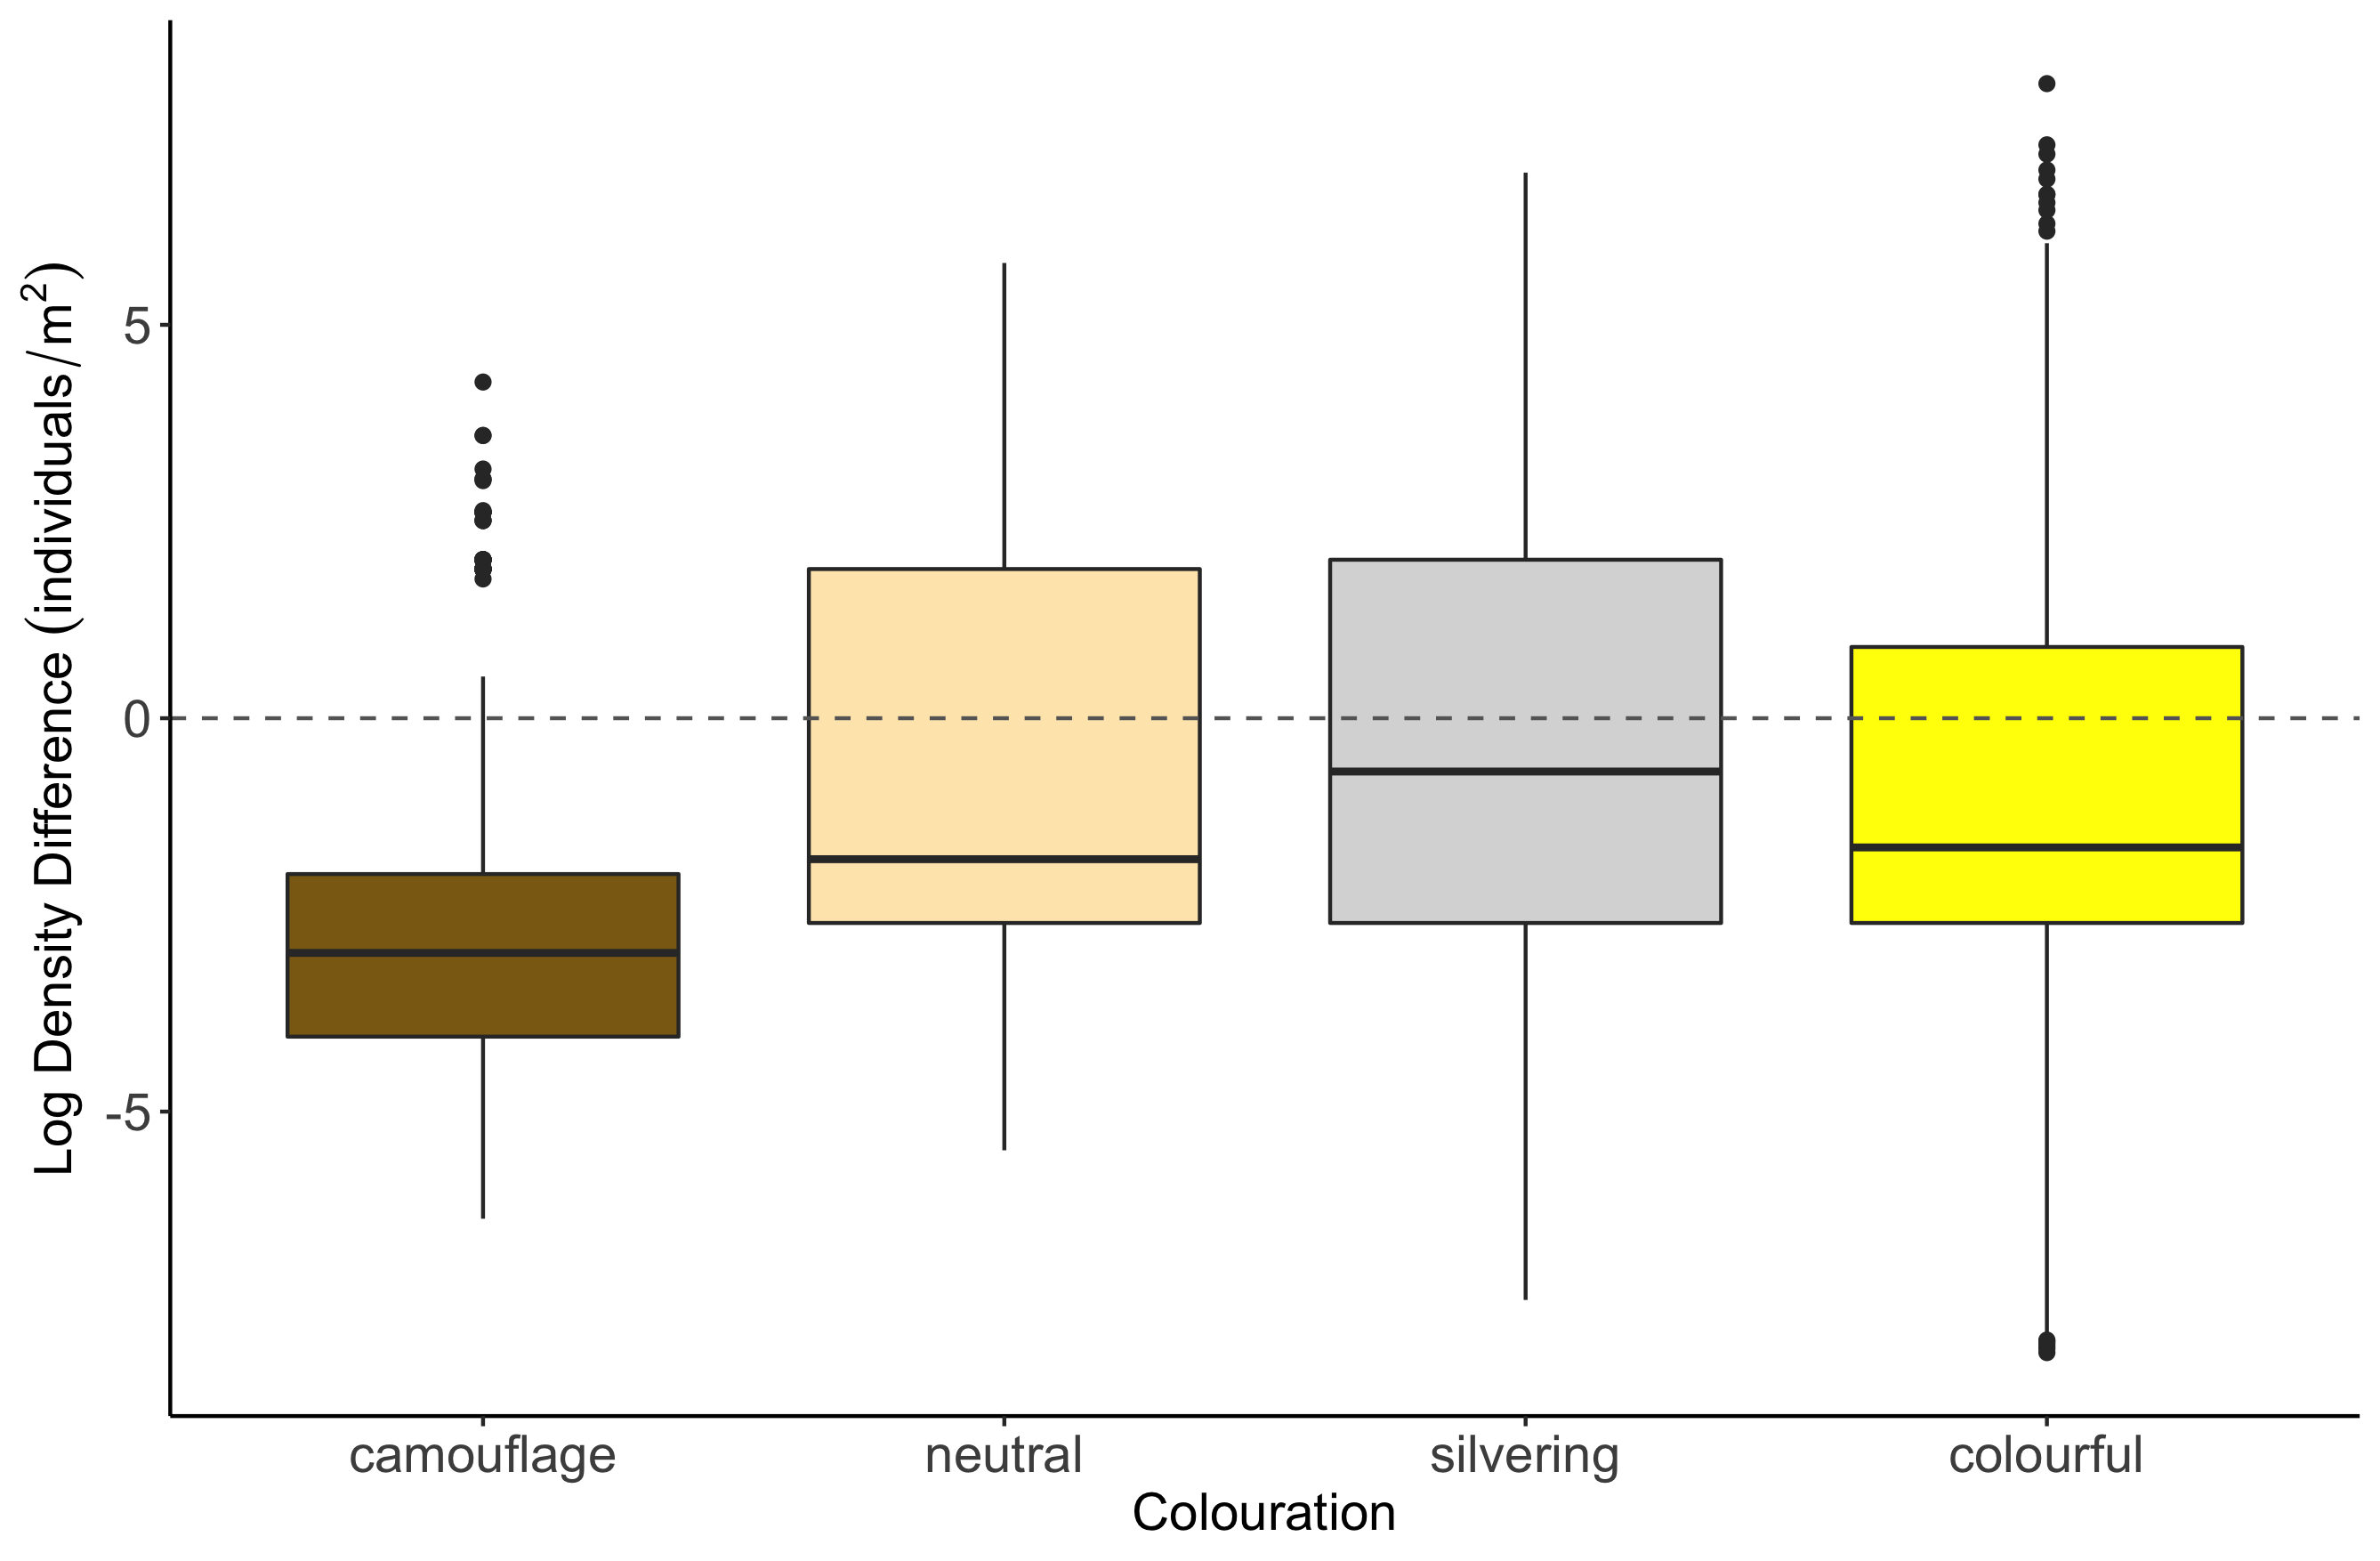 Log Density Difference (individuals/m²)
5
0
-5
camouflage neutral silvering colourful
Colouration